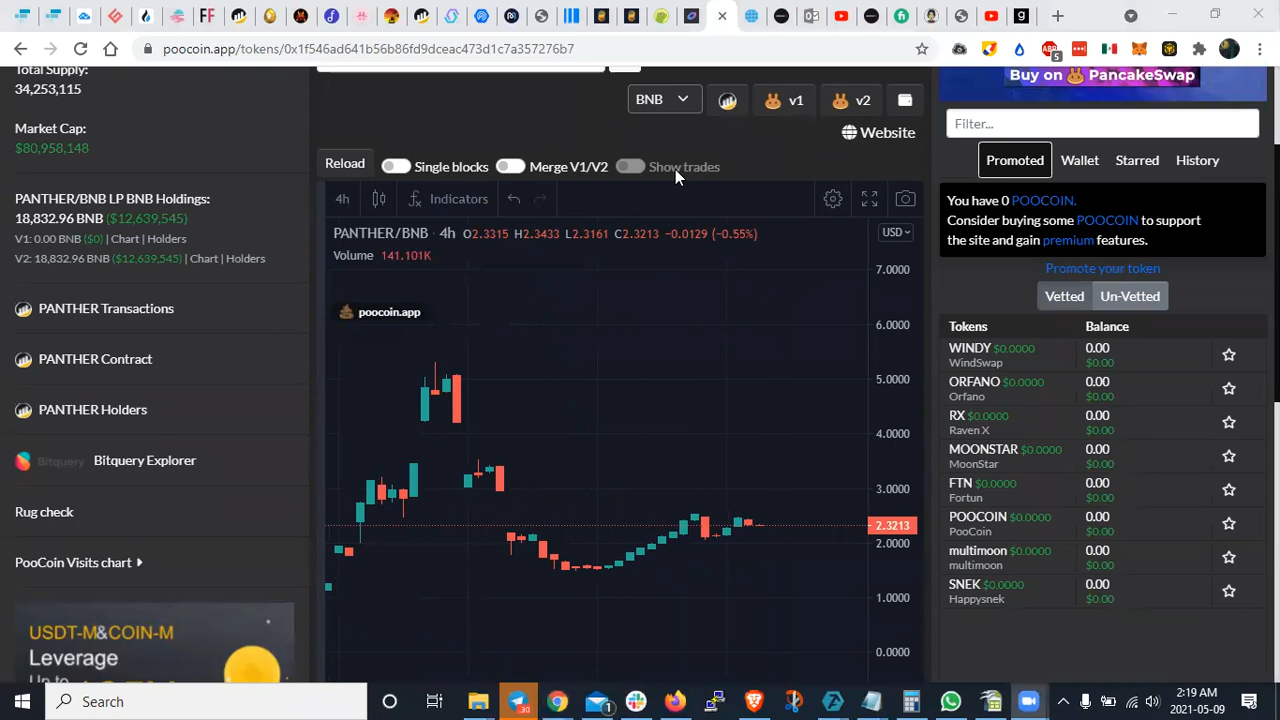 poocoin.app/tokens/0x1f546ad641b56b86fd9dceac473d1c7a357276b7
5
Total Supply:
34,253,115
Market Cap:
$80,958,148
PANTHER/BNB LP BNB Holdings:
18,832.96 BNB ($12,639,545)
V1: 0.00 BNB ($0) | Chart | Holders
V2: 18,832.96 BNB ($12,639,545) | Chart | Holders
PANTHER Transactions
PANTHER Contract
PANTHER Holders
Bitquery Bitquery Explorer
Rug check
PooCoin Visits chart
USDT-M&COIN-M
Leverage
Up to
BNB
v1
v2
Website
Reload
Single blocks
Merge V1/V2
Show trades
4h
Indicators
PANTHER/BNB · 4h O2.3315 H2.3433 L2.3161 C2.3213 −0.0129 (−0.55%)
USD
Volume 141.101K
poocoin.app
7.0000
6.0000
5.0000
4.0000
3.0000
2.3213
2.0000
1.0000
0.0000
Buy on PancakeSwap
Filter...
Promoted Wallet Starred History
You have 0 POOCOIN.
Consider buying some POOCOIN to support
the site and gain premium features.
Promote your token
Vetted Un-Vetted
Tokens Balance
WINDY $0.0000 0.00
WindSwap $0.00
ORFANO $0.0000 0.00
Orfano $0.00
RX $0.0000 0.00
Raven X $0.00
MOONSTAR $0.0000 0.00
MoonStar $0.00
FTN $0.0000 0.00
Fortun $0.00
POOCOIN $0.0000 0.00
PooCoin $0.00
multimoon $0.0000 0.00
multimoon $0.00
SNEK $0.0000 0.00
Happysnek $0.00
Search
30
1
2:19 AM
2021-05-09